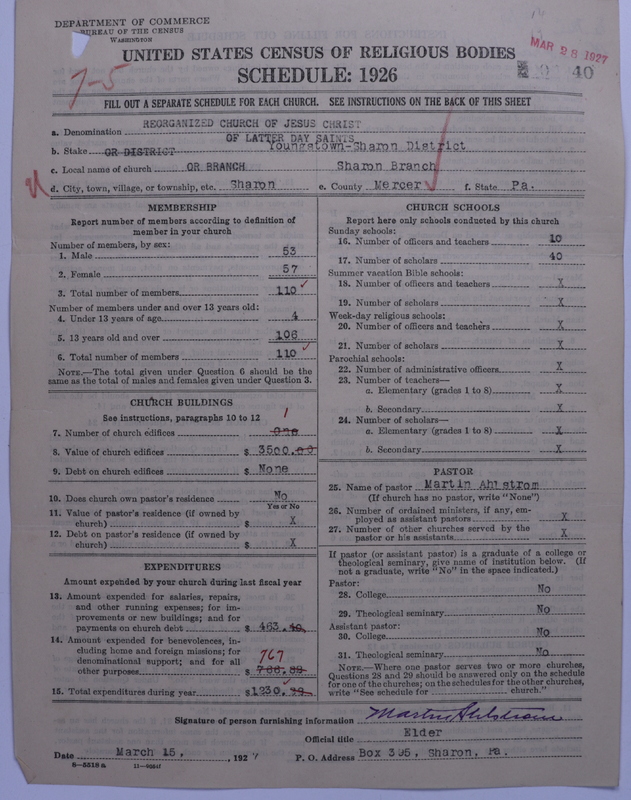 DEPARTMENT OF COMMERCE
BUREAU OF THE CENSUS
WASHINGTON
UNITED STATES CENSUS OF RELIGIOUS BODIES
MAR 28 1927
SCHEDULE: 1926
40
7-5
FILL OUT A SEPARATE SCHEDULE FOR EACH CHURCH. SEE INSTRUCTIONS ON THE BACK OF THIS SHEET
a. Denomination REORGANIZED CHURCH OF JESUS CHRIST
OF LATTER DAY SAINTS
b. Stake OR DISTRICT Youngstown-Sharon District
c. Local name of church OR BRANCH Sharon Branch
d. City, town, village, or township, etc. Sharon e. County Mercer f. State Pa.
MEMBERSHIP
Report number of members according to definition of
member in your church
Number of members, by sex:
1. Male 53
2. Female 57
3. Total number of members 110
Number of members under and over 13 years old:
4. Under 13 years of age 4
5. 13 years old and over 106
6. Total number of members 110
NOTE.—The total given under Question 6 should be the
same as the total of males and females given under Question 3.
CHURCH BUILDINGS
See instructions, paragraphs 10 to 12
1
7. Number of church edifices One
8. Value of church edifices $ 3500.00
9. Debt on church edifices $ None
10. Does church own pastor's residence No
Yes or No
11. Value of pastor's residence (if owned by
church) $ X
12. Debt on pastor's residence (if owned by
church) $ X
EXPENDITURES
Amount expended by your church during last fiscal year
13. Amount expended for salaries, repairs,
and other running expenses; for im-
provements or new buildings; and for
payments on church debt $ 463.40
14. Amount expended for benevolences, in-
cluding home and foreign missions; for
denominational support; and for all
767
other purposes $ 766.59
15. Total expenditures during year $ 1230.
CHURCH SCHOOLS
Report here only schools conducted by this church
Sunday schools:
16. Number of officers and teachers 10
17. Number of scholars 40
Summer vacation Bible schools:
18. Number of officers and teachers X
19. Number of scholars X
Week-day religious schools:
20. Number of officers and teachers X
21. Number of scholars X
Parochial schools:
22. Number of administrative officers X
23. Number of teachers—
a. Elementary (grades 1 to 8) X
b. Secondary X
24. Number of scholars—
a. Elementary (grades 1 to 8) X
b. Secondary X
PASTOR
25. Name of pastor Martin Ahlstrom
(If church has no pastor, write "None")
26. Number of ordained ministers, if any, em-
ployed as assistant pastors X
27. Number of other churches served by the
pastor or his assistants X
If pastor (or assistant pastor) is a graduate of a college or
theological seminary, give name of institution below. (If
not a graduate, write "No" in the space indicated.)
Pastor:
28. College No
29. Theological seminary No
Assistant pastor:
30. College No
31. Theological seminary No
NOTE.—Where one pastor serves two or more churches,
Questions 28 and 29 should be answered only on the schedule
for one of the churches; on the schedules for the other churches,
write "See schedule for church."
Signature of person furnishing information Martin Ahlstrom
Official title Elder
Date March 15, 1927 P. O. Address Box 395, Sharon, Pa.
8-5518a